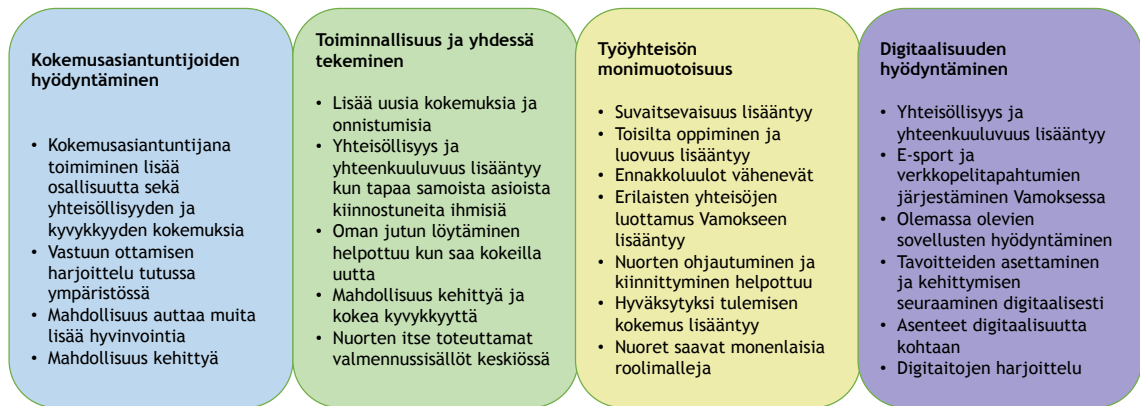 Kokemusasiantuntijoiden
hyödyntäminen
• Kokemusasiantuntijana
toimiminen lisää
osallisuutta sekä
yhteisöllisyyden ja
kyvykkyyden kokemuksia
• Vastuun ottamisen
harjoittelu tutussa
ympäristössä
• Mahdollisuus auttaa muita
lisää hyvinvointia
• Mahdollisuus kehittyä
Toiminnallisuus ja yhdessä
tekeminen
• Lisää uusia kokemuksia ja
onnistumisia
• Yhteisöllisyys ja
yhteenkuuluvuus lisääntyy
kun tapaa samoista asioista
kiinnostuneita ihmisiä
• Oman jutun löytäminen
helpottuu kun saa kokeilla
uutta
• Mahdollisuus kehittyä ja
kokea kyvykkyyttä
• Nuorten itse toteuttamat
valmennussisällöt keskiössä
Työyhteisön
monimuotoisuus
• Suvaitsevaisuus lisääntyy
• Toisilta oppiminen ja
luovuus lisääntyy
• Ennakkoluulot vähenevät
• Erilaisten yhteisöjen
luottamus Vamokseen
lisääntyy
• Nuorten ohjautuminen ja
kiinnittyminen helpottuu
• Hyväksytyksi tulemisen
kokemus lisääntyy
• Nuoret saavat monenlaisia
roolimalleja
Digitaalisuuden
hyödyntäminen
• Yhteisöllisyys ja
yhteenkuuluvuus lisääntyy
• E-sport ja
verkkopelitapahtumien
järjestäminen Vamoksessa
• Olemassa olevien
sovellusten hyödyntäminen
• Tavoitteiden asettaminen
ja kehittymisen
seuraaminen digitaalisesti
• Asenteet digitaalisuutta
kohtaan
• Digitaitojen harjoittelu